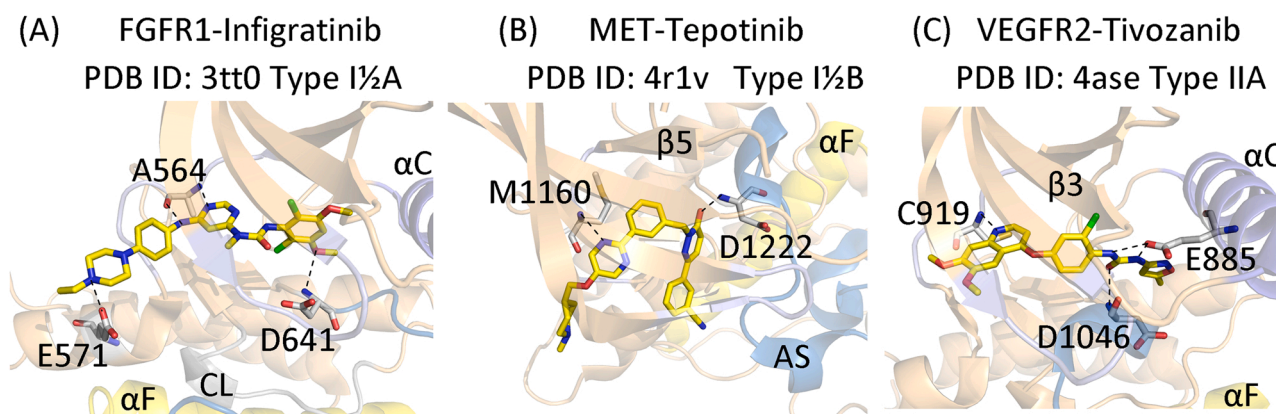 (A) FGFR1-Infigratinib
PDB ID: 3tt0 Type I½A
A564
αC
E571
D641
CL
αF
(B) MET-Tepotinib
PDB ID: 4r1v Type I½B
β5
αF
M1160
D1222
AS
(C) VEGFR2-Tivozanib
PDB ID: 4ase Type IIA
αC
β3
C919
E885
D1046
αF